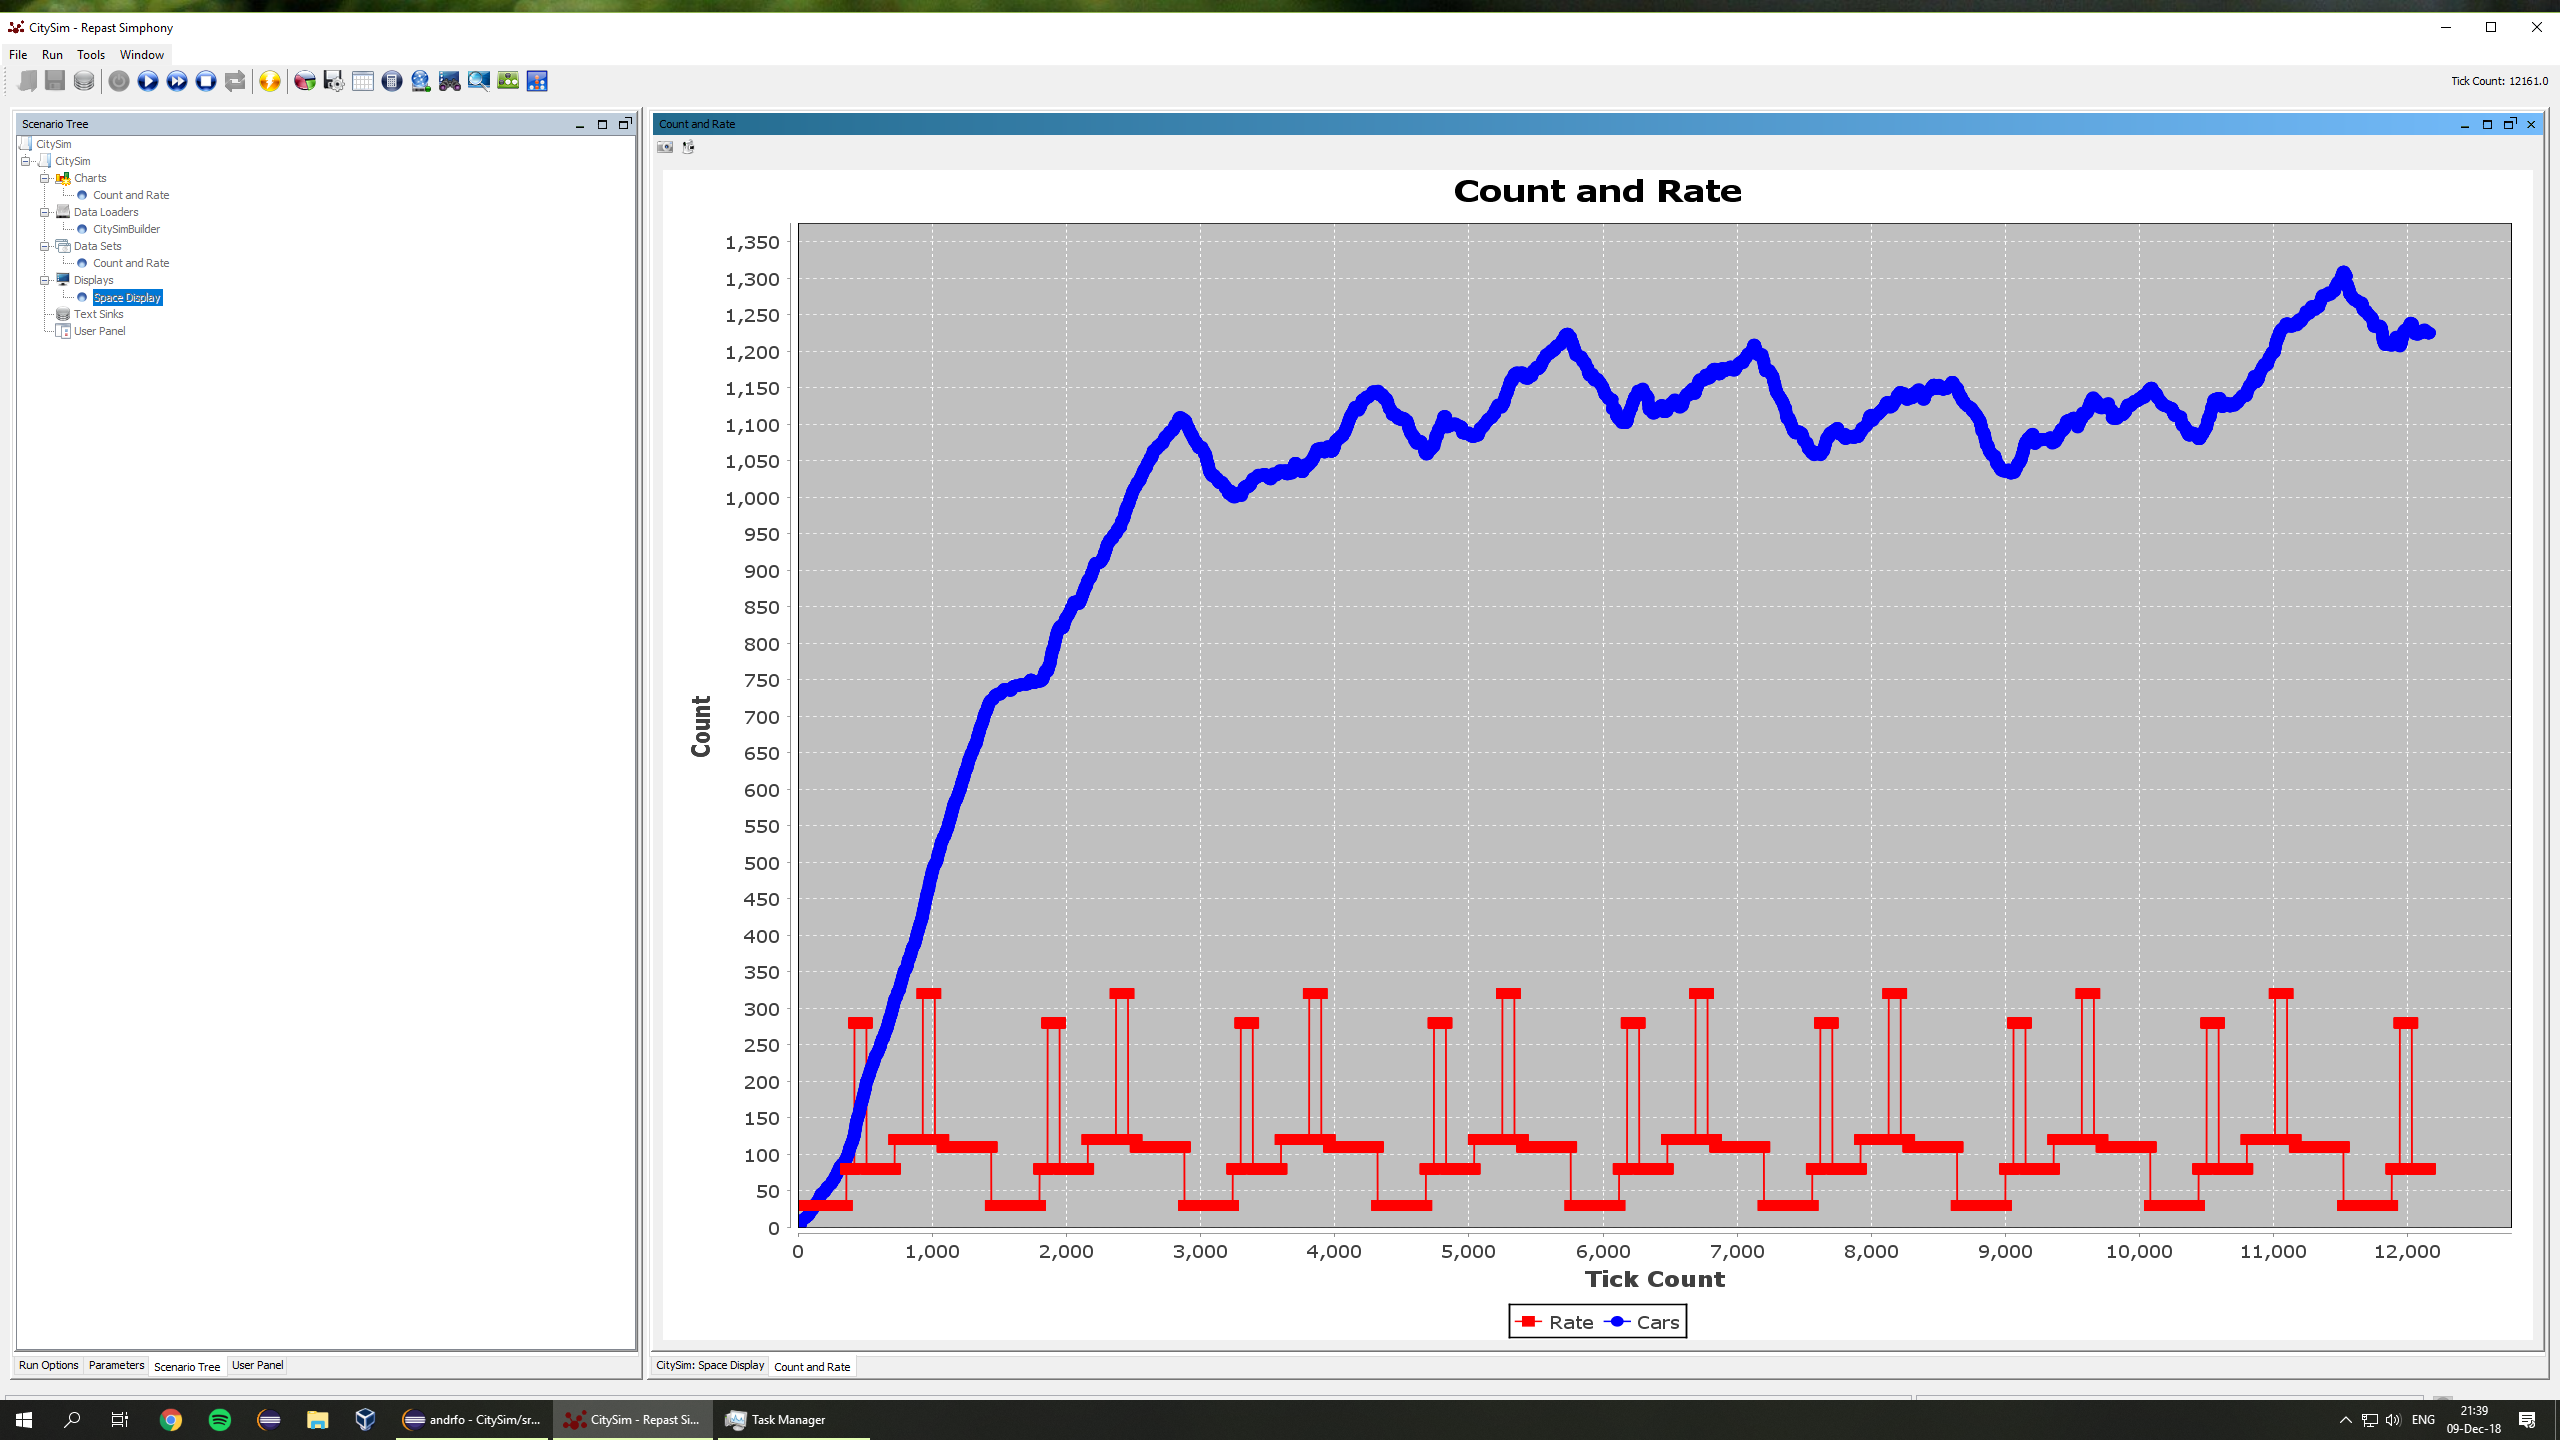 CitySim - Repast Simphony
File Run Tools Window
Tick Count: 12161.0
Scenario Tree
CitySim
CitySim
Charts
Count and Rate
Data Loaders
CitySimBuilder
Data Sets
Count and Rate
Displays
Space Display
Text Sinks
User Panel
Run Options Parameters Scenario Tree User Panel
Count and Rate
Count and Rate
1,350
1,300
1,250
1,200
1,150
1,100
1,050
1,000
950
900
850
800
750
700
650
600
550
500
450
400
350
300
250
200
150
100
50
0
Count
0 1,000 2,000 3,000 4,000 5,000 6,000 7,000 8,000 9,000 10,000 11,000 12,000
Tick Count
Rate Cars
CitySim: Space Display Count and Rate
andrfo - CitySim/sr... CitySim - Repast Si... Task Manager
ENG
21:39
09-Dec-18